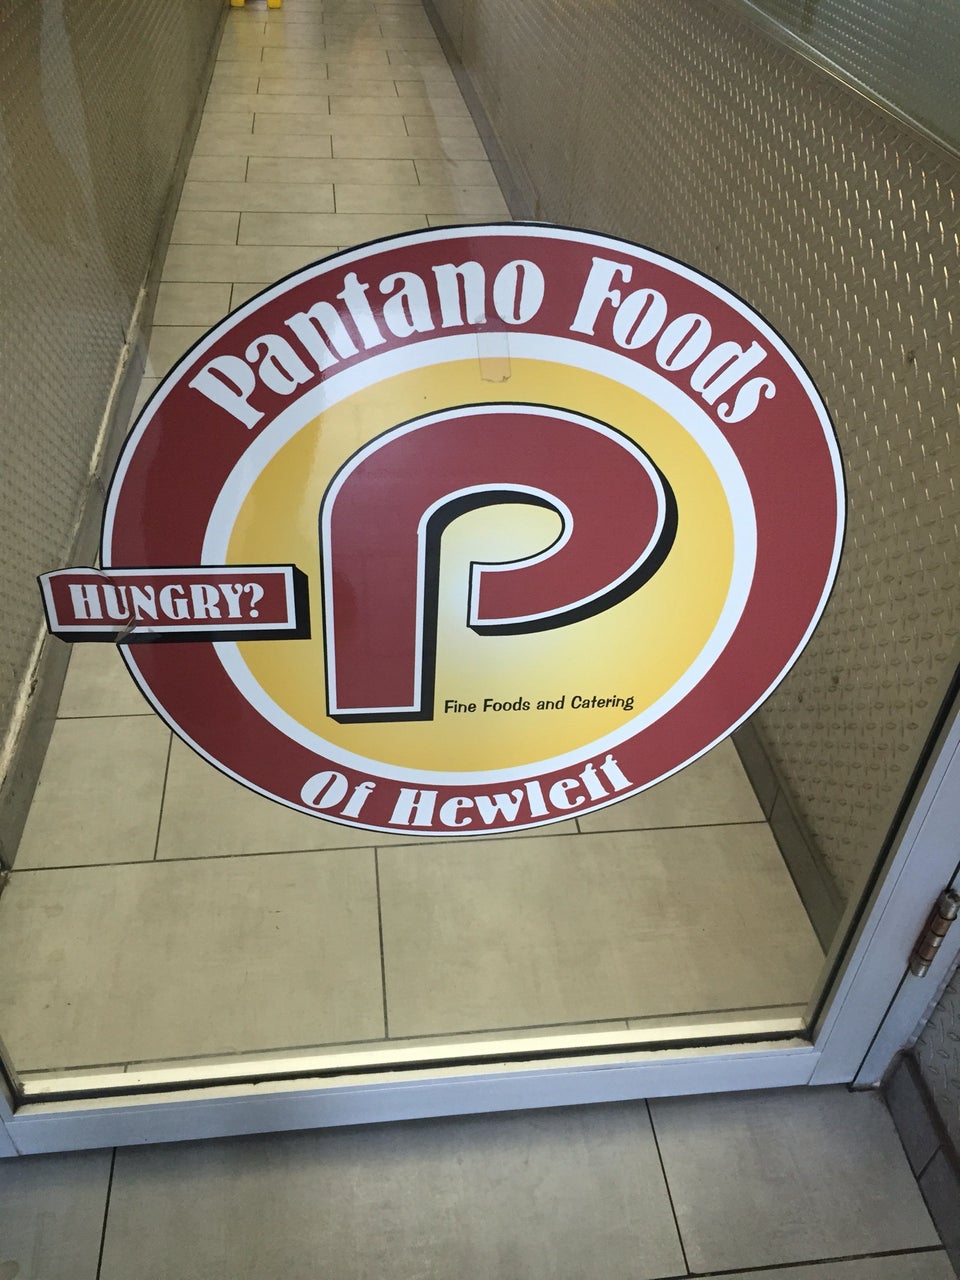 Pantano Foods
P
HUNGRY?
Fine Foods and Catering
Of Hewlett